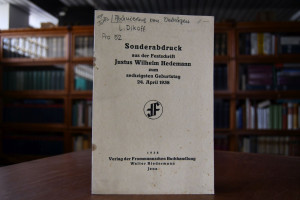 Sonderabdruck
aus der Festschrift
Justus Wilhelm Hedemann
zum
sechzigsten Geburtstag
24. April 1938
1938
Verlag der Frommannschen Buchhandlung
Walter Biedermann
Jena